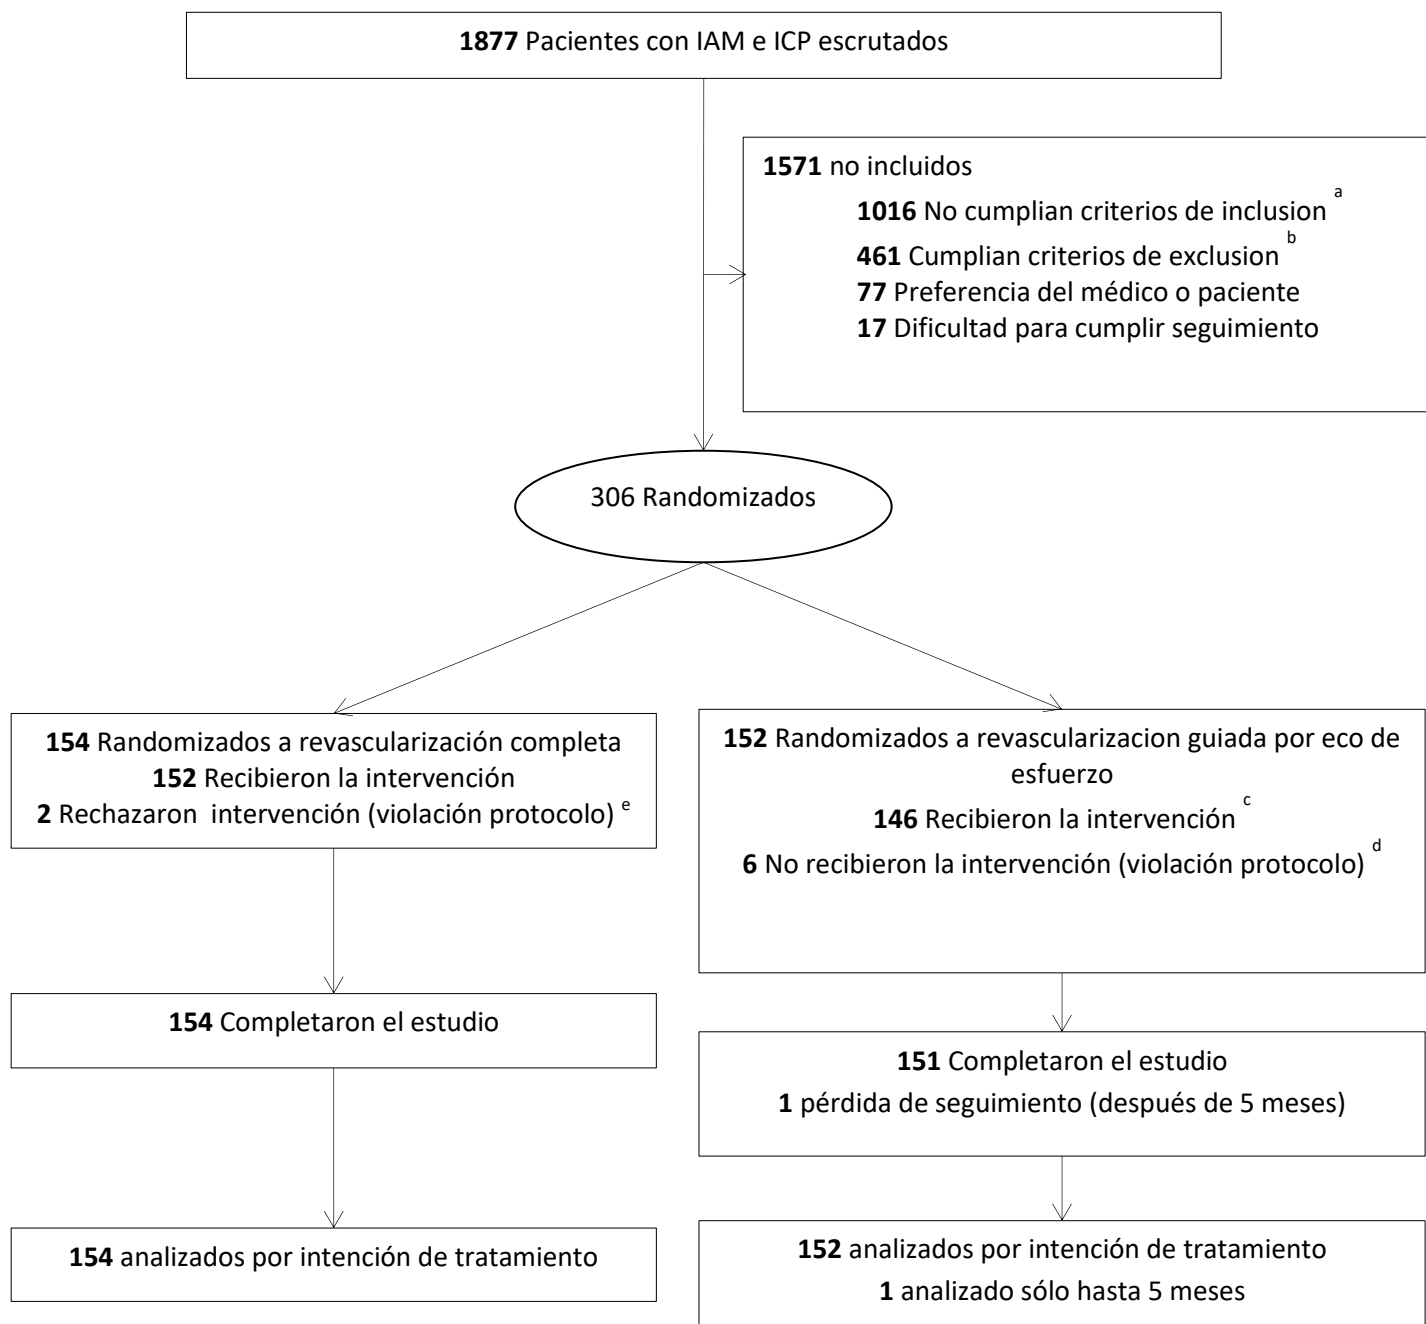 1877 Pacientes con IAM e ICP escrutados
1571 no incluidos
1016 No cumplian criterios de inclusion a
461 Cumplian criterios de exclusion b
77 Preferencia del médico o paciente
17 Dificultad para cumplir seguimiento
306 Randomizados
154 Randomizados a revascularización completa
152 Recibieron la intervención
2 Rechazaron intervención (violación protocolo) e
152 Randomizados a revascularizacion guiada por eco de
esfuerzo
146 Recibieron la intervención c
6 No recibieron la intervención (violación protocolo) d
154 Completaron el estudio
151 Completaron el estudio
1 pérdida de seguimiento (después de 5 meses)
154 analizados por intención de tratamiento
152 analizados por intención de tratamiento
1 analizado sólo hasta 5 meses